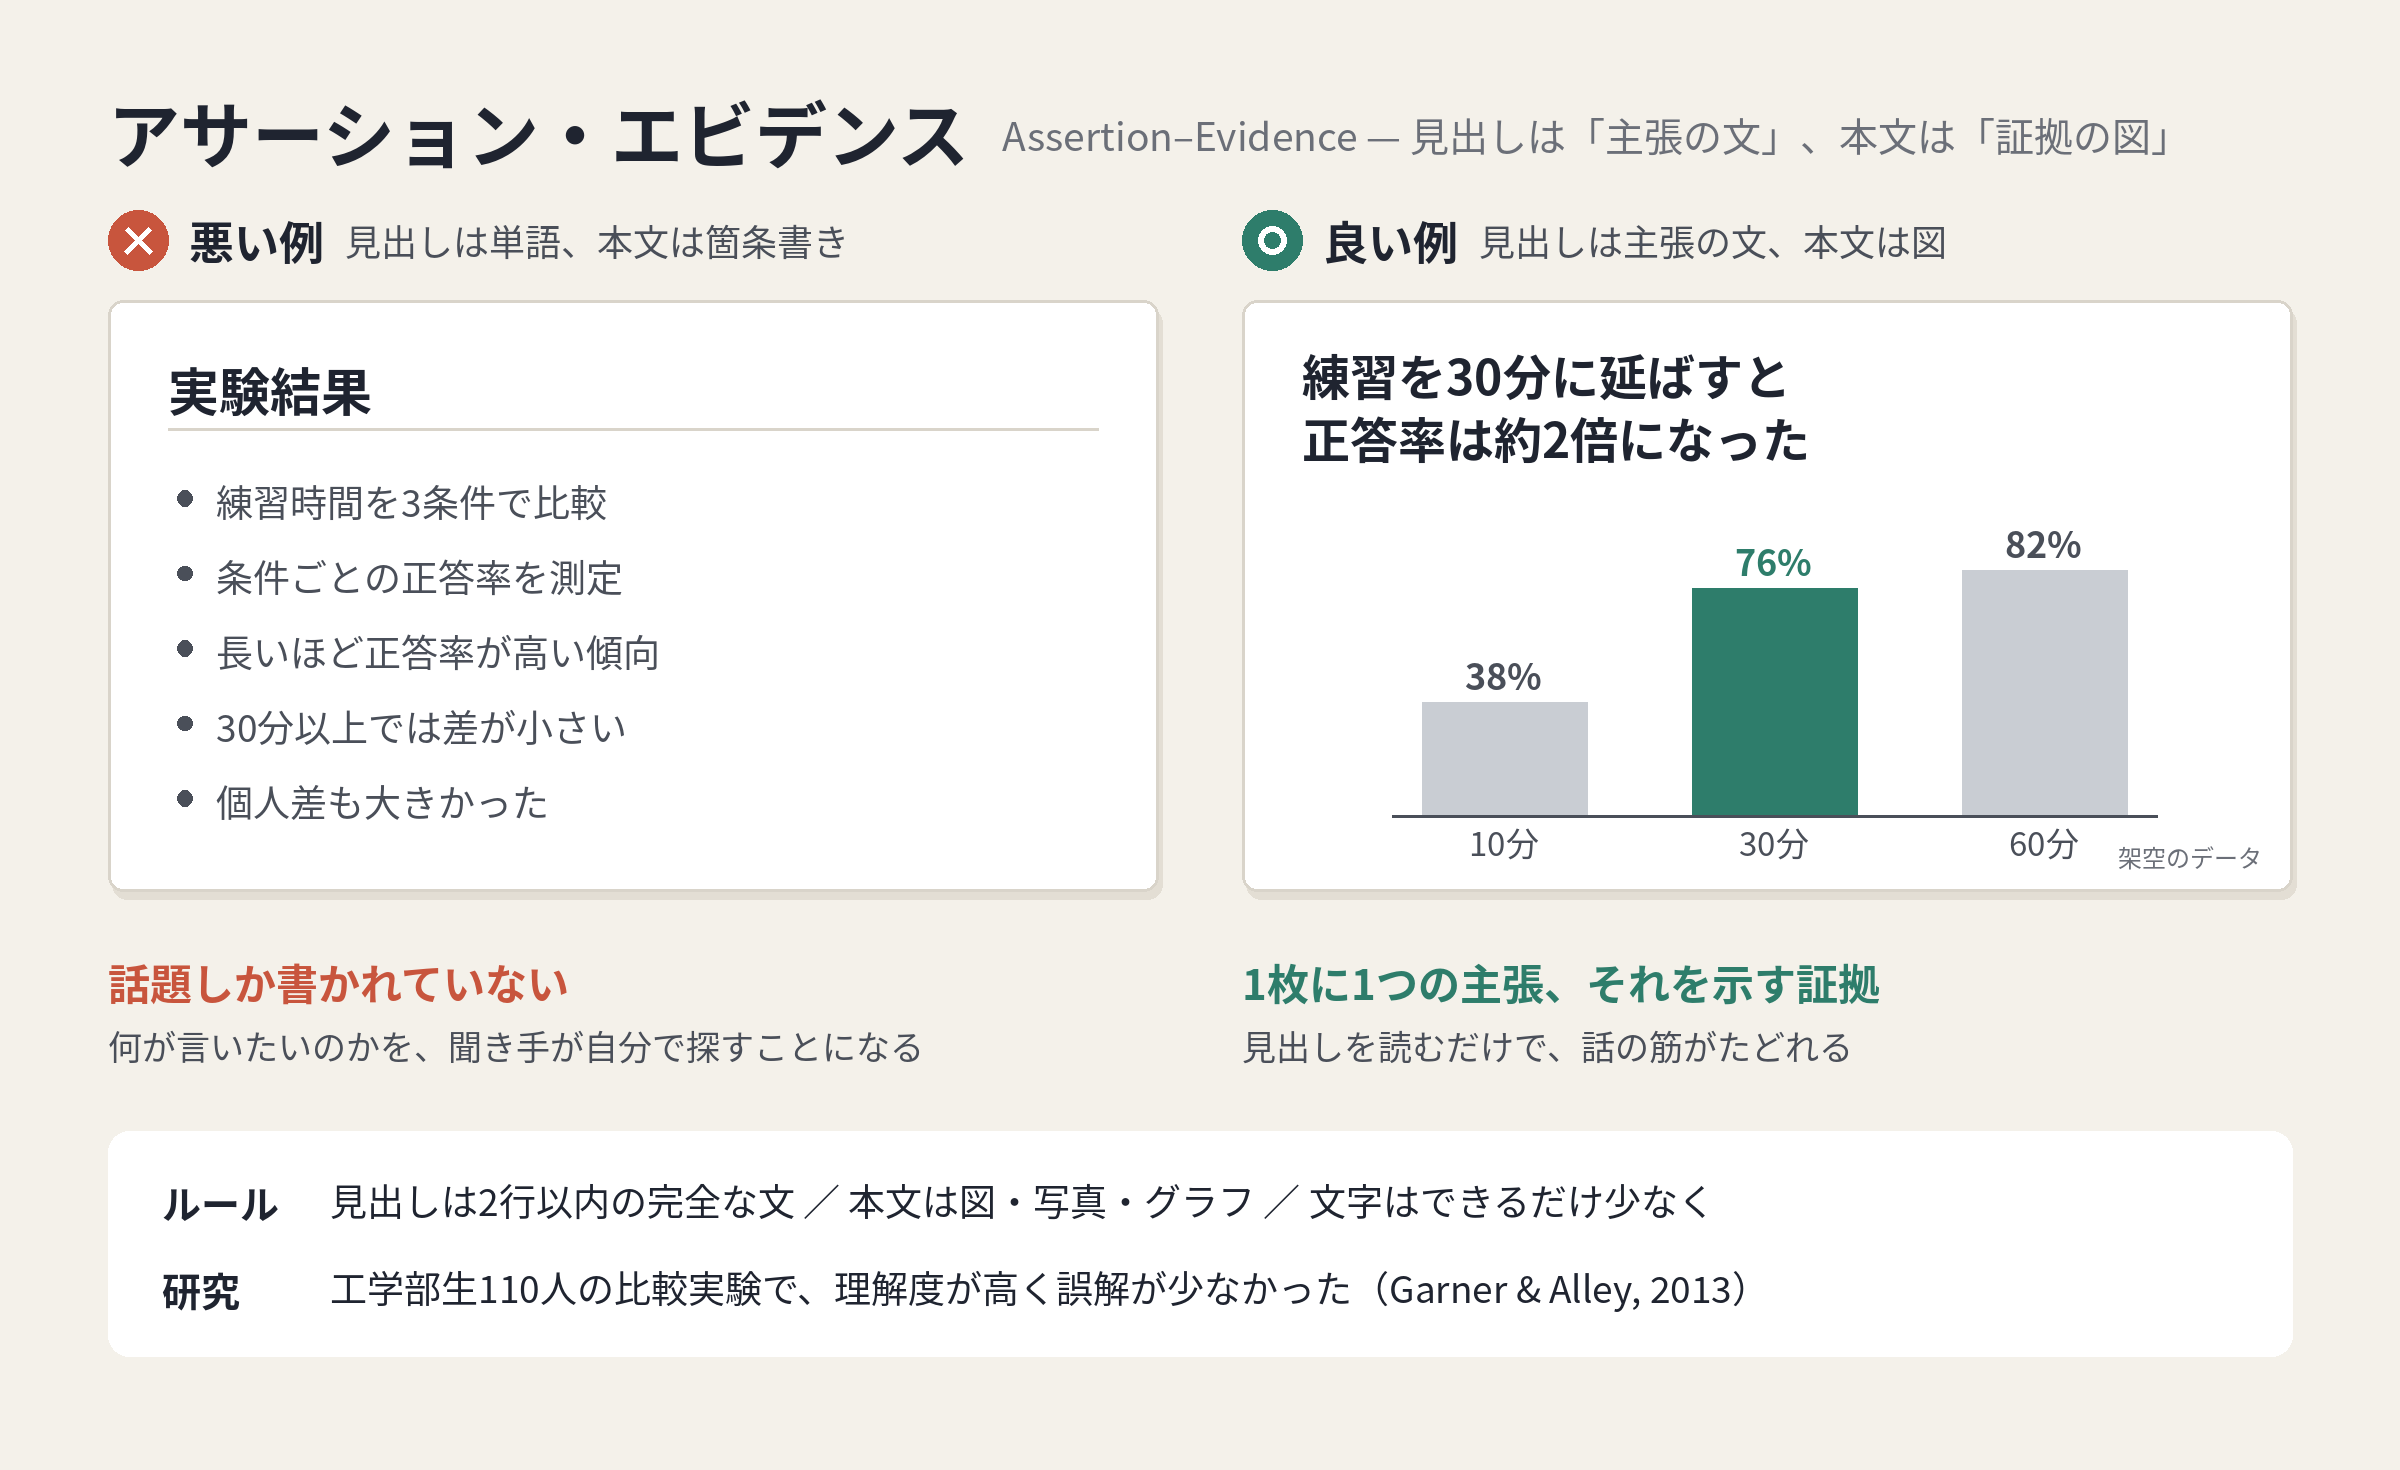 アサーション・エビデンス Assertion–Evidence — 見出しは「主張の文」、本文は「証拠の図」
悪い例 見出しは単語、本文は箇条書き
実験結果
練習時間を3条件で比較
条件ごとの正答率を測定
長いほど正答率が高い傾向
30分以上では差が小さい
個人差も大きかった
話題しか書かれていない
何が言いたいのかを、聞き手が自分で探すことになる
良い例 見出しは主張の文、本文は図
練習を30分に延ばすと
正答率は約2倍になった
38%
76%
82%
10分
30分
60分
架空のデータ
1枚に1つの主張、それを示す証拠
見出しを読むだけで、話の筋がたどれる
ルール 見出しは2行以内の完全な文 ／ 本文は図・写真・グラフ ／ 文字はできるだけ少なく
研究 工学部生110人の比較実験で、理解度が高く誤解が少なかった（Garner & Alley, 2013）